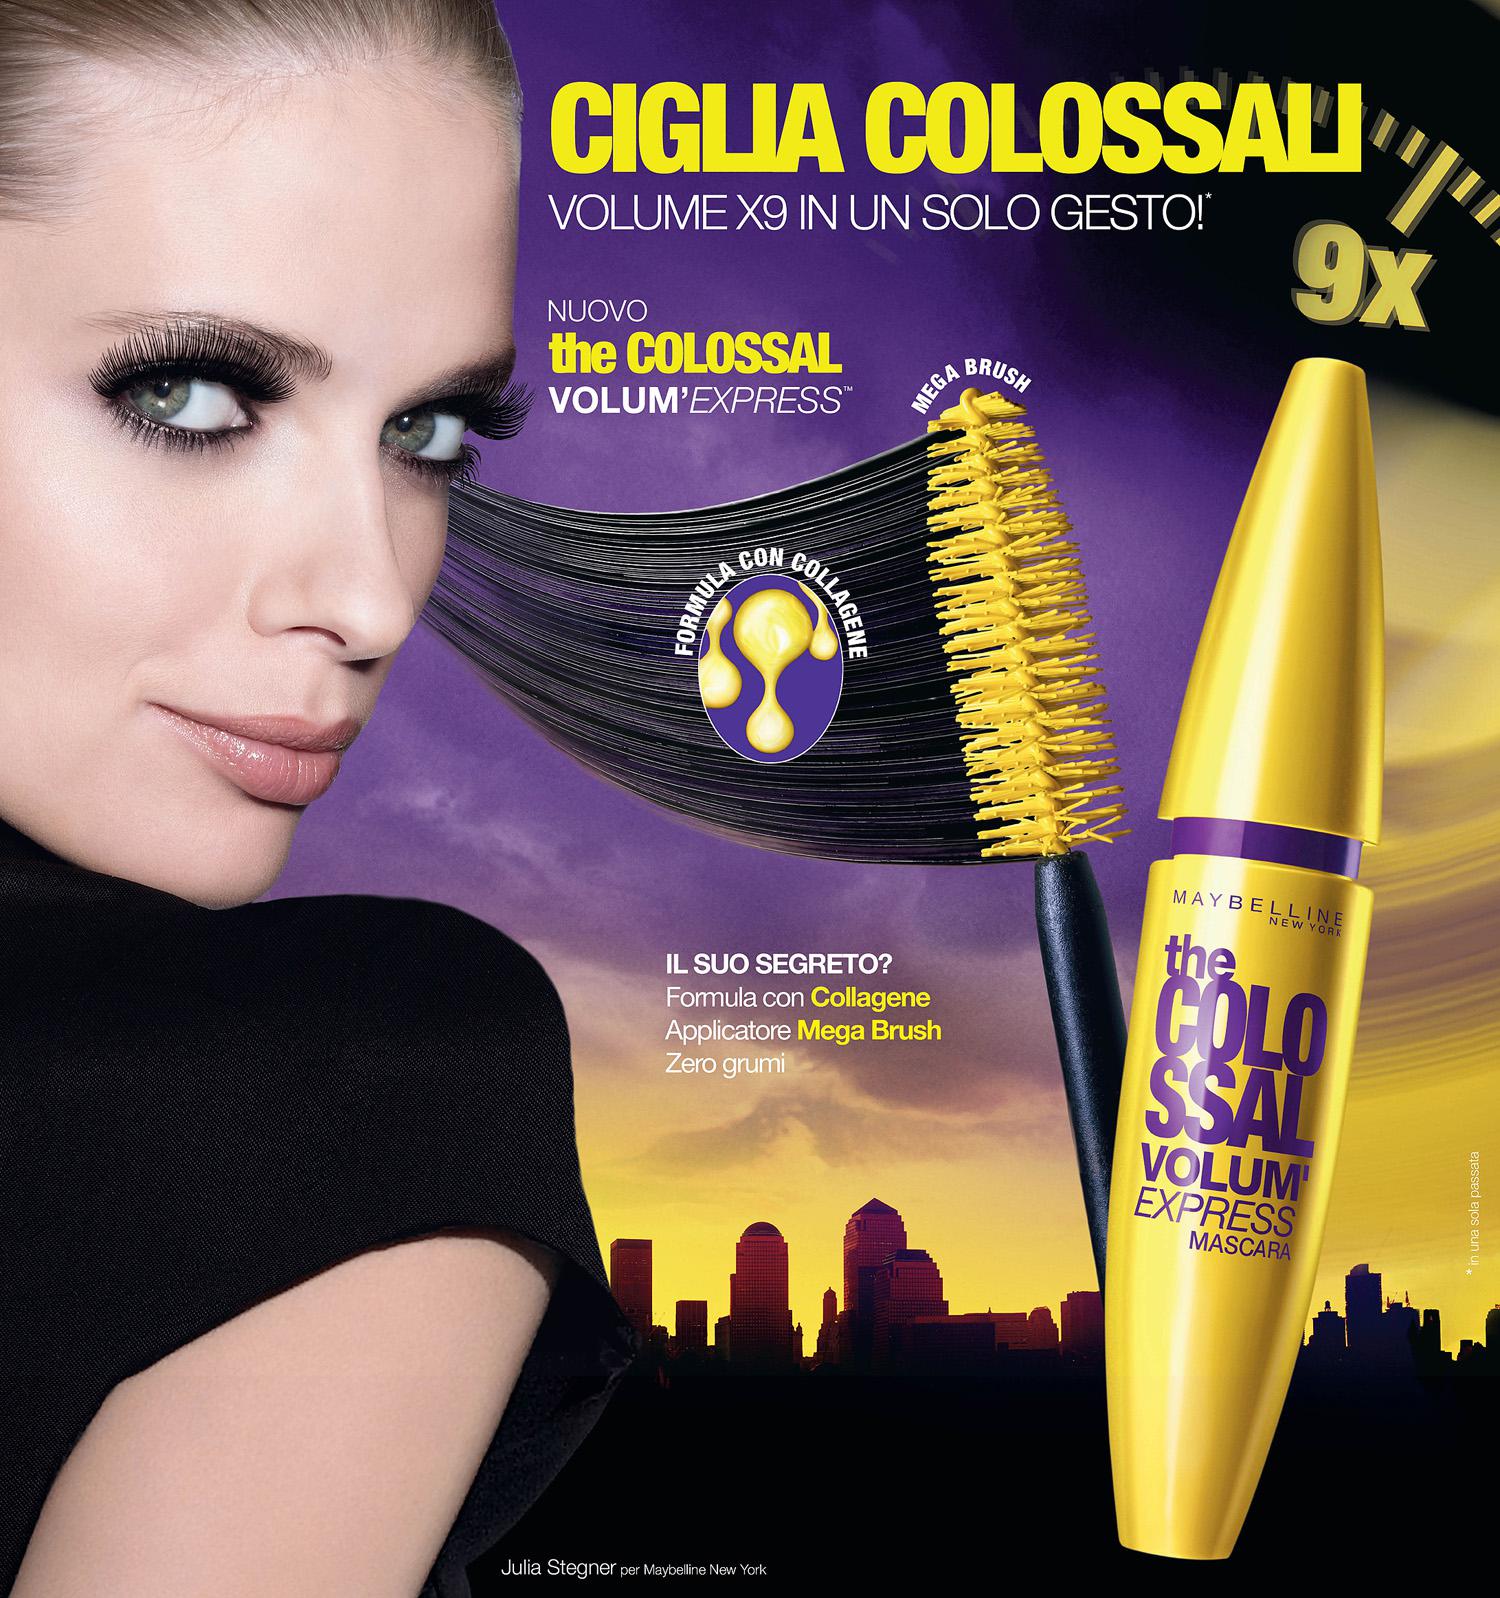 CIGLIA COLOSSALI
VOLUME X9 IN UN SOLO GESTO!*
9x
NUOVO
the COLOSSAL
VOLUM'EXPRESS™
MEGA BRUSH
FORMULA CON COLLAGENE
MAYBELLINE
NEW YORK
the
COLO
SSAL
VOLUM'
EXPRESS
MASCARA
IL SUO SEGRETO?
Formula con Collagene
Applicatore Mega Brush
Zero grumi
* in una sola passata
Julia Stegner per Maybelline New York